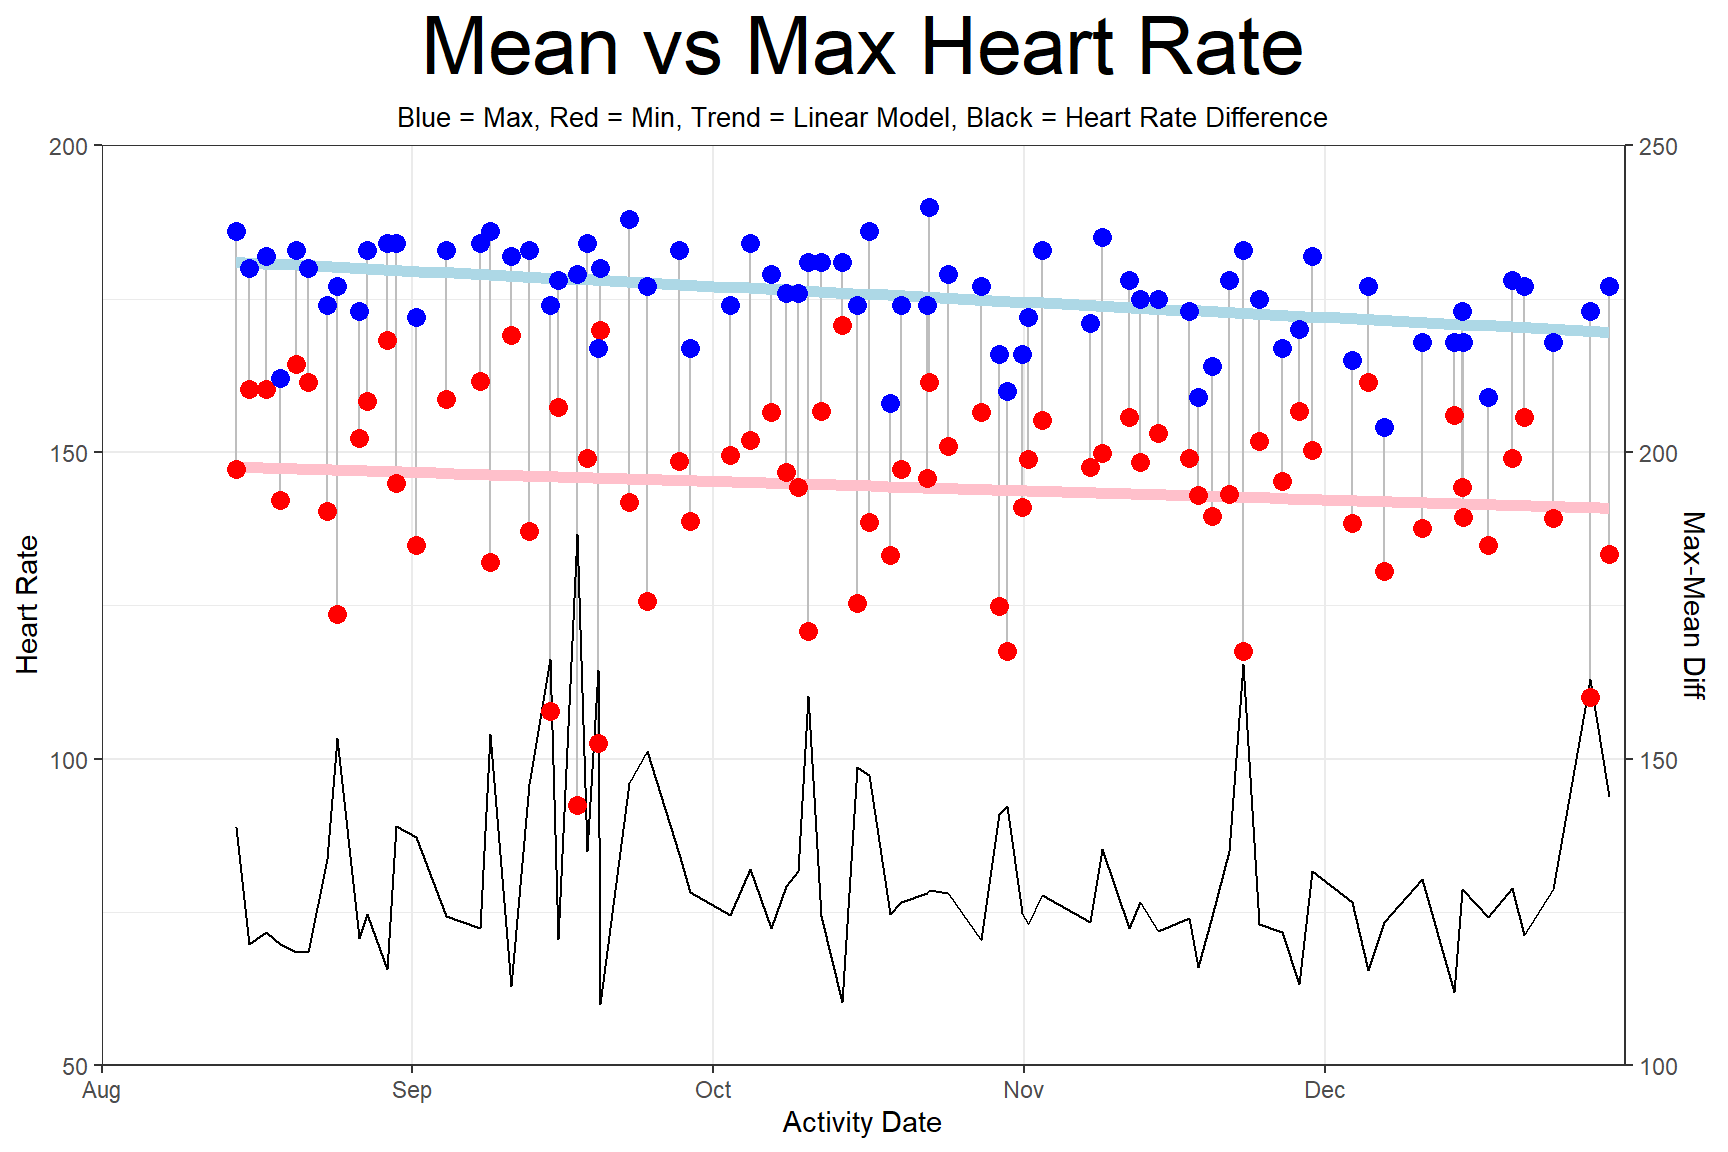 Mean vs Max Heart Rate
Blue = Max, Red = Min, Trend = Linear Model, Black = Heart Rate Difference
200
150
100
50
Heart Rate
250
200
150
100
Max-Mean Diff
Aug Sep Oct Nov Dec
Activity Date